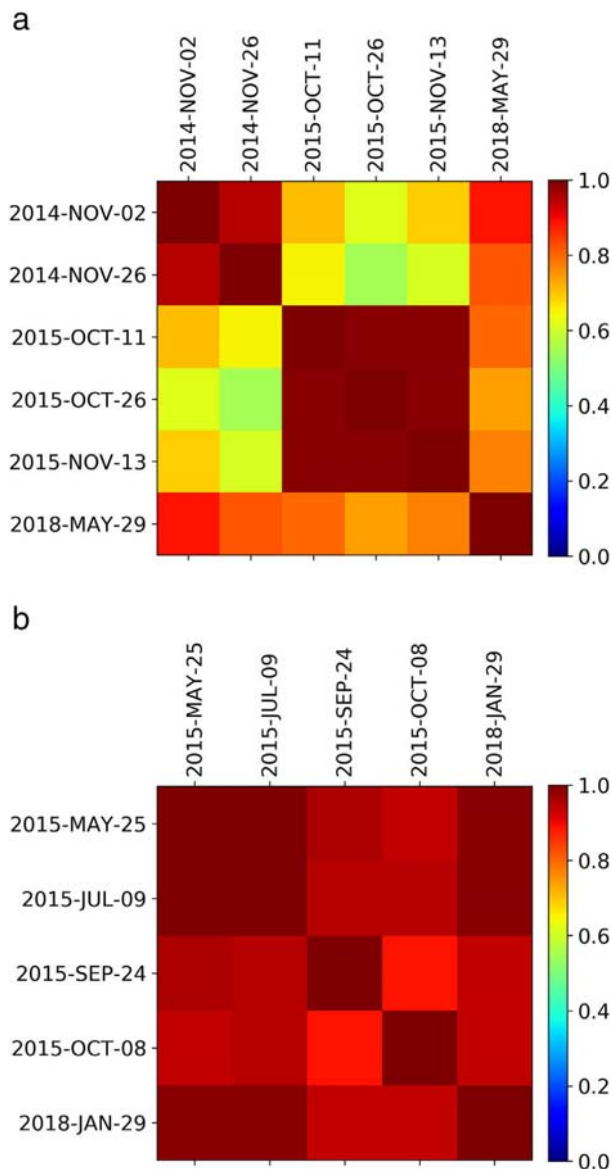 a
2014-NOV-02
2014-NOV-26
2015-OCT-11
2015-OCT-26
2015-NOV-13
2018-MAY-29
2014-NOV-02
2014-NOV-26
2015-OCT-11
2015-OCT-26
2015-NOV-13
2018-MAY-29
1.0
0.8
0.6
0.4
0.2
0.0
b
2015-MAY-25
2015-JUL-09
2015-SEP-24
2015-OCT-08
2018-JAN-29
2015-MAY-25
2015-JUL-09
2015-SEP-24
2015-OCT-08
2018-JAN-29
1.0
0.8
0.6
0.4
0.2
0.0